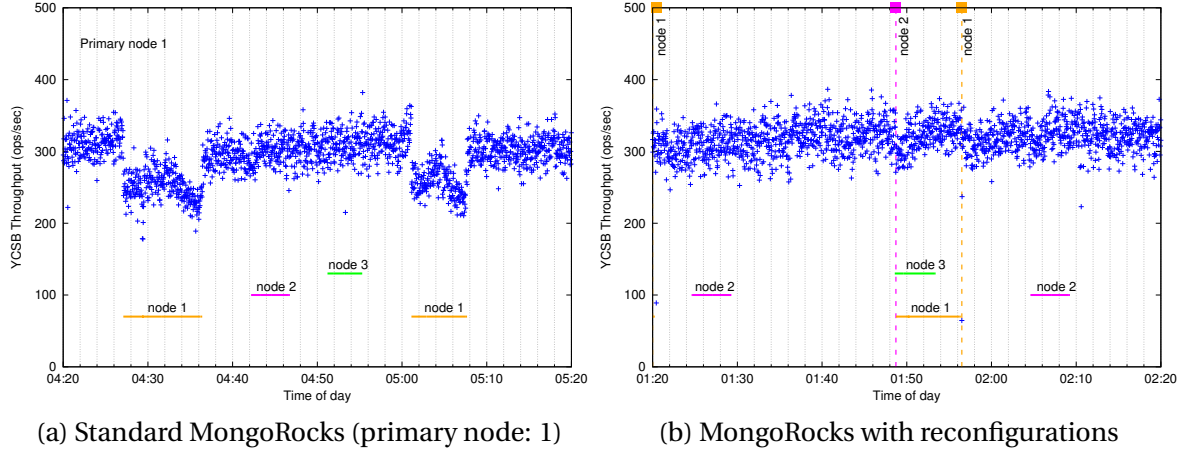 500
400
300
200
100
0
YCSB Throughput (ops/sec)
Primary node 1
node 3
node 2
node 1
node 1
04:20 04:30 04:40 04:50 05:00 05:10 05:20
Time of day
(a) Standard MongoRocks (primary node: 1)
500
400
300
200
100
0
YCSB Throughput (ops/sec)
node 1
node 2
node 1
node 3
node 2
node 2
node 1
01:20 01:30 01:40 01:50 02:00 02:10 02:20
Time of day
(b) MongoRocks with reconfigurations